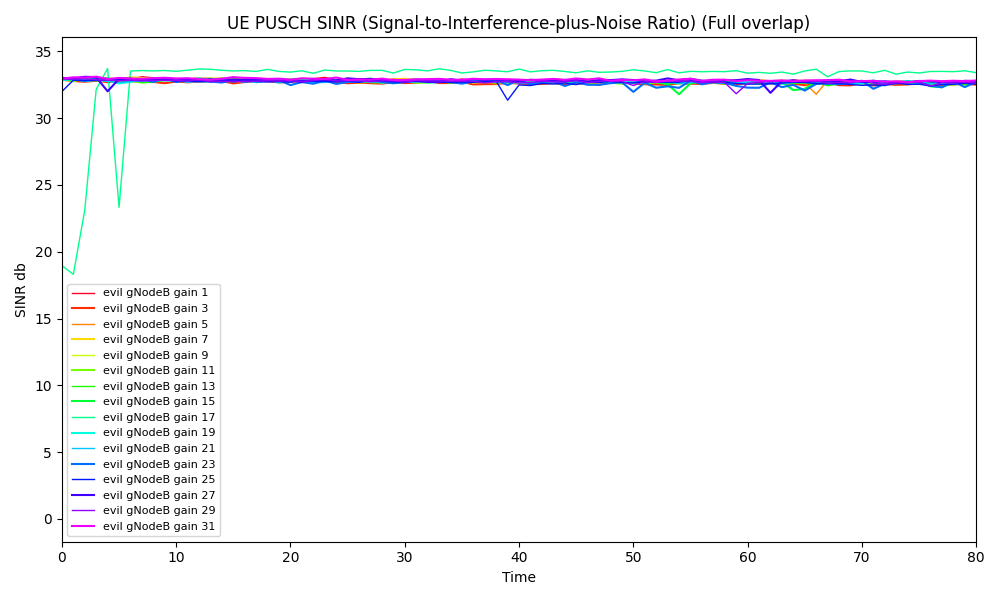 UE PUSCH SINR (Signal-to-Interference-plus-Noise Ratio) (Full overlap)
35
30
25
20
15
10
5
0
SINR db
evil gNodeB gain 1
evil gNodeB gain 3
evil gNodeB gain 5
evil gNodeB gain 7
evil gNodeB gain 9
evil gNodeB gain 11
evil gNodeB gain 13
evil gNodeB gain 15
evil gNodeB gain 17
evil gNodeB gain 19
evil gNodeB gain 21
evil gNodeB gain 23
evil gNodeB gain 25
evil gNodeB gain 27
evil gNodeB gain 29
evil gNodeB gain 31
0 10 20 30 40 50 60 70 80
Time